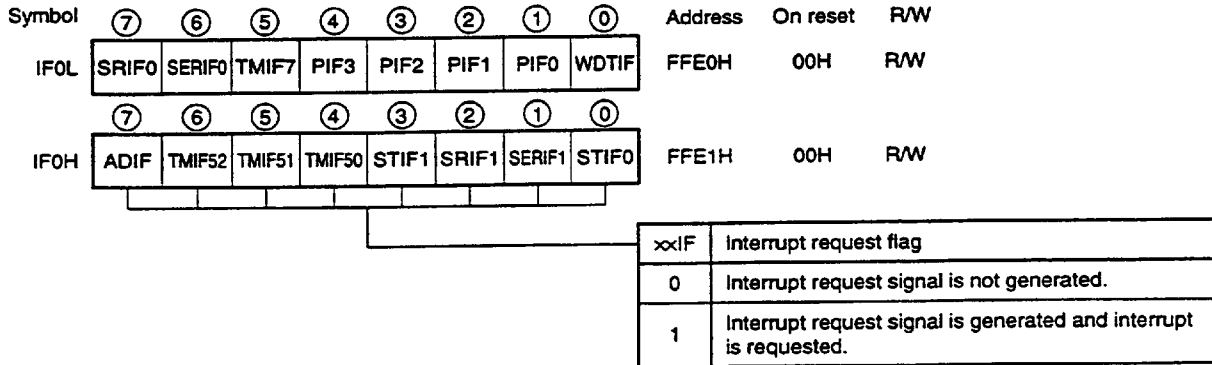 Symbol ⑦ ⑥ ⑤ ④ ③ ② ① ⓪ Address On reset R/W
IF0L SRIF0 SERIF0 TMIF7 PIF3 PIF2 PIF1 PIF0 WDTIF FFE0H 00H R/W
⑦ ⑥ ⑤ ④ ③ ② ① ⓪
IF0H ADIF TMIF52 TMIF51 TMIF50 STIF1 SRIF1 SERIF1 STIF0 FFE1H 00H R/W
xxIF Interrupt request flag
0 Interrupt request signal is not generated.
1 Interrupt request signal is generated and interrupt
is requested.